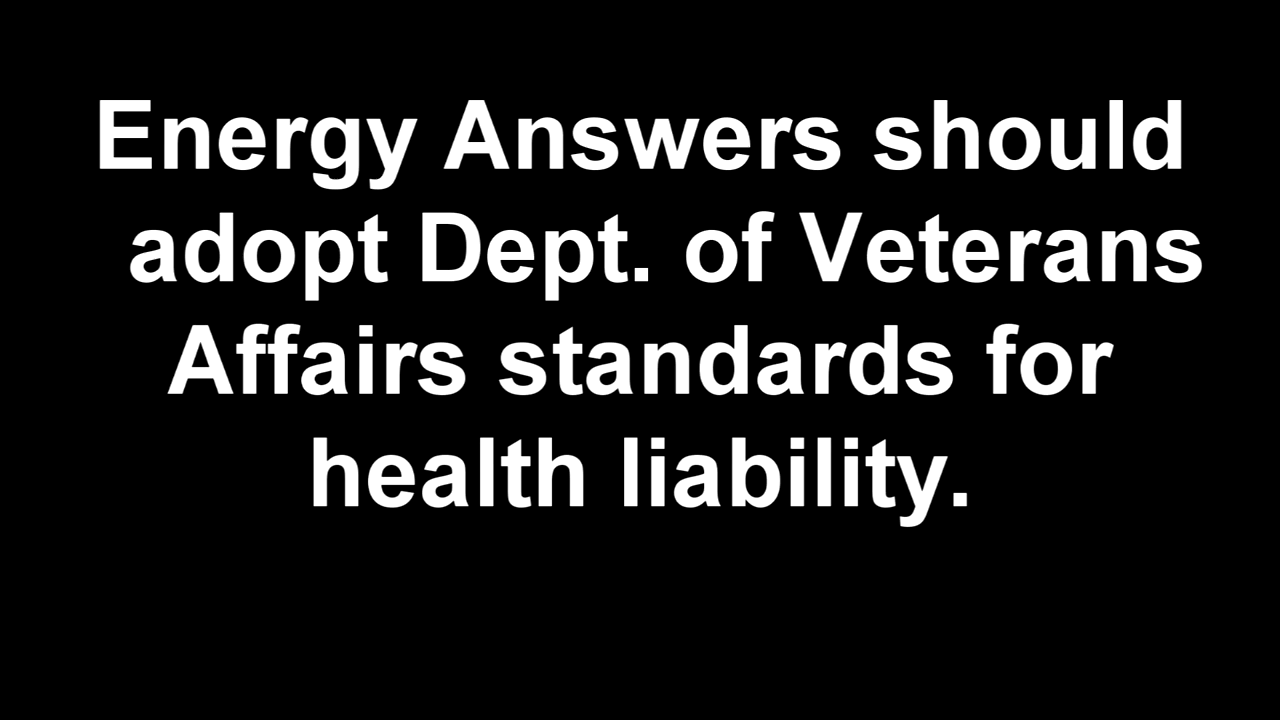 Energy Answers should
adopt Dept. of Veterans
Affairs standards for
health liability.